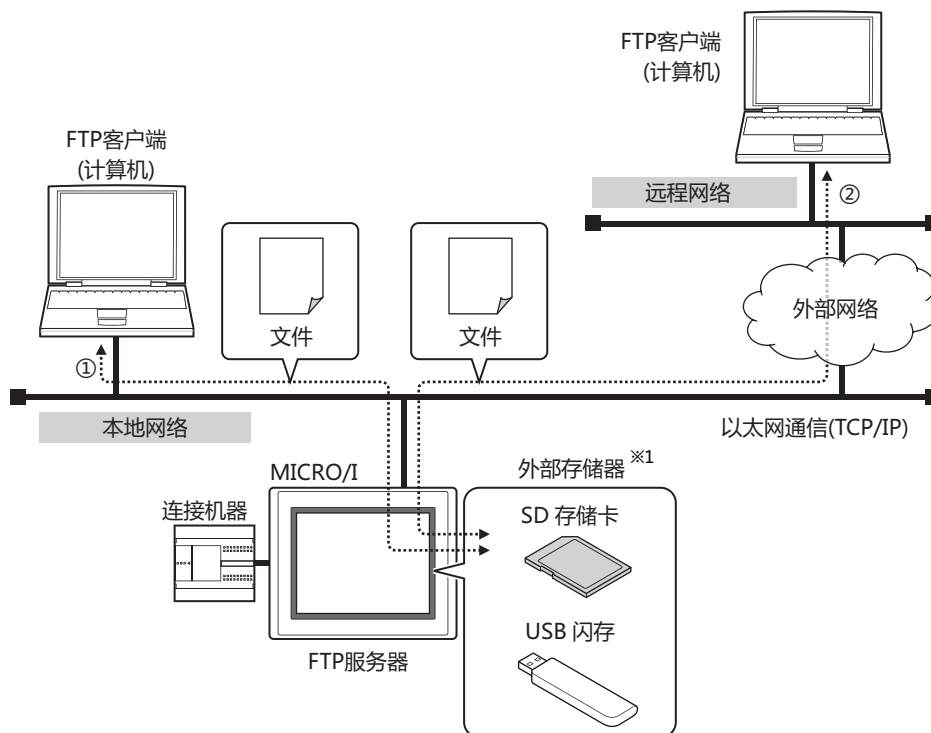 FTP客户端
(计算机)
FTP客户端
(计算机)
远程网络
②
文件
文件
外部网络
①
本地网络
以太网通信(TCP/IP)
MICRO/I
外部存储器 ※1
连接机器
SD 存储卡
USB 闪存
FTP服务器